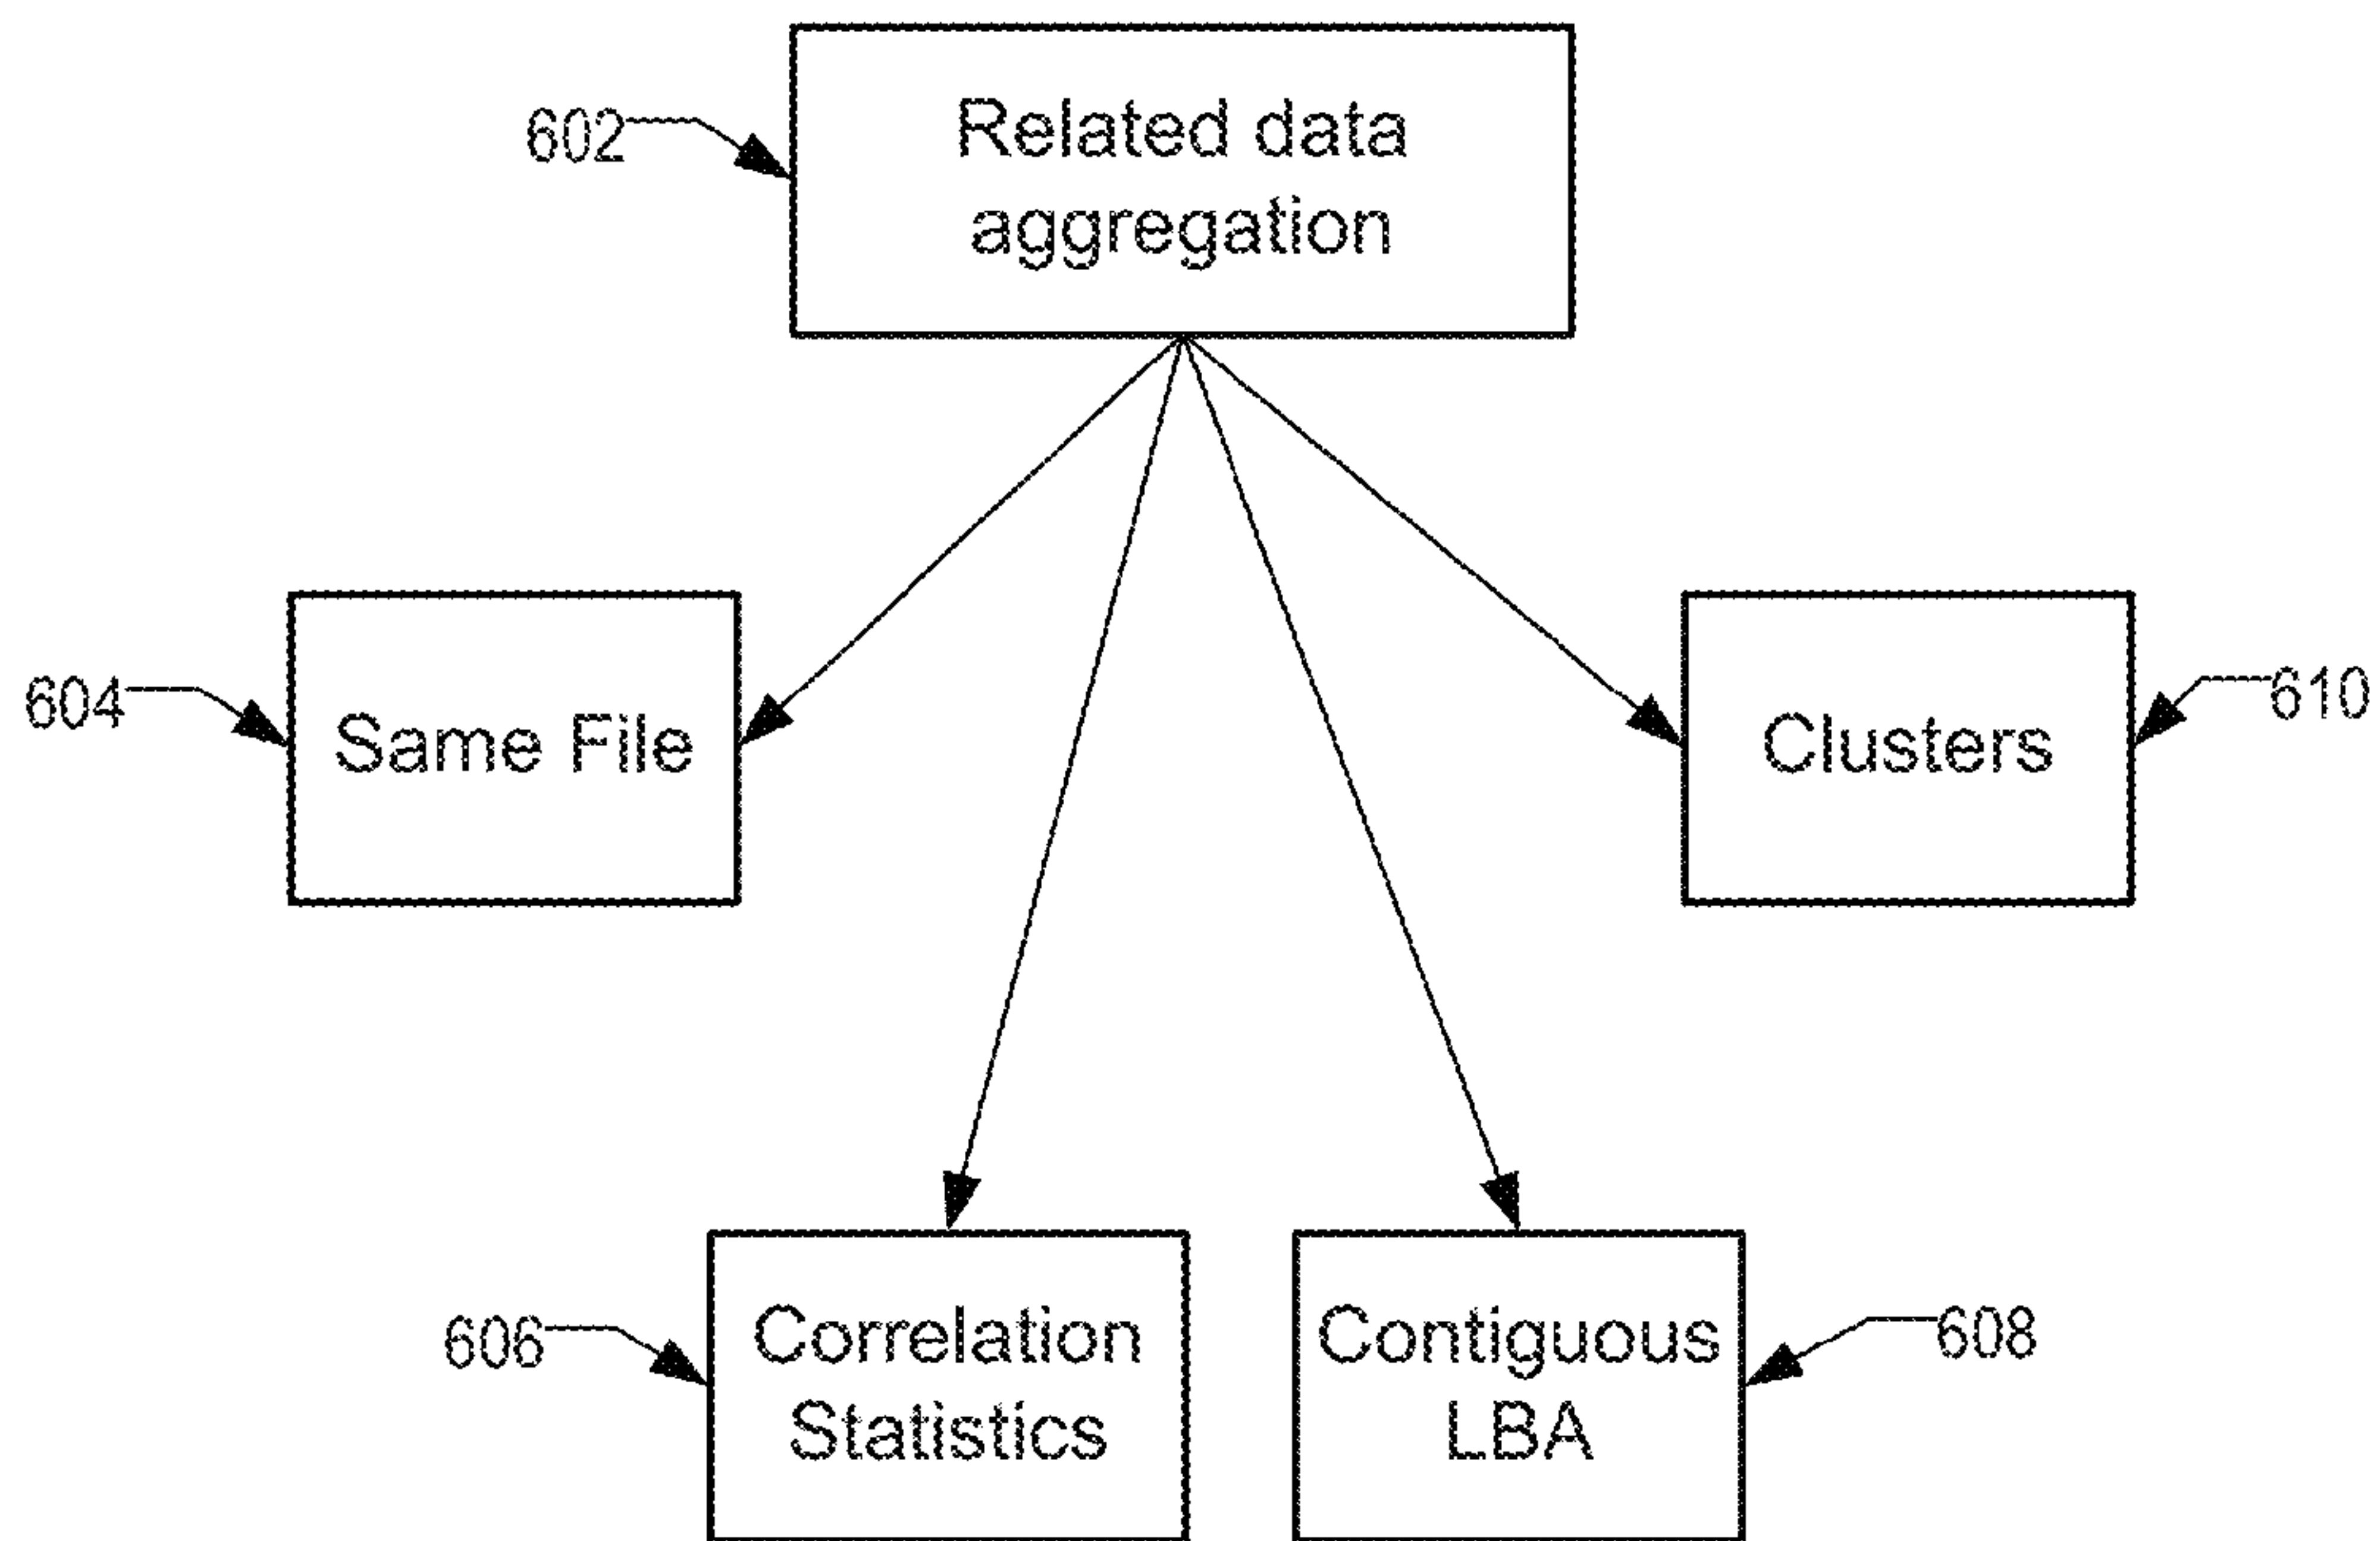 602
Related data
aggregation
604
Same File
Clusters
610
606
Correlation
Statistics
Contiguous
LBA
608